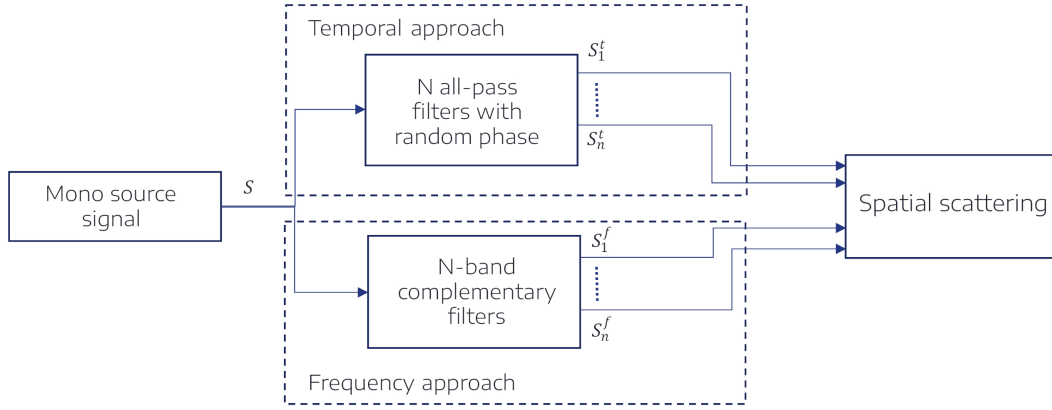 Temporal approach
N all-pass
filters with
random phase
S₁ᵗ
Sₙᵗ
Mono source
signal
S
Spatial scattering
N-band
complementary
filters
S₁ᶠ
Sₙᶠ
Frequency approach